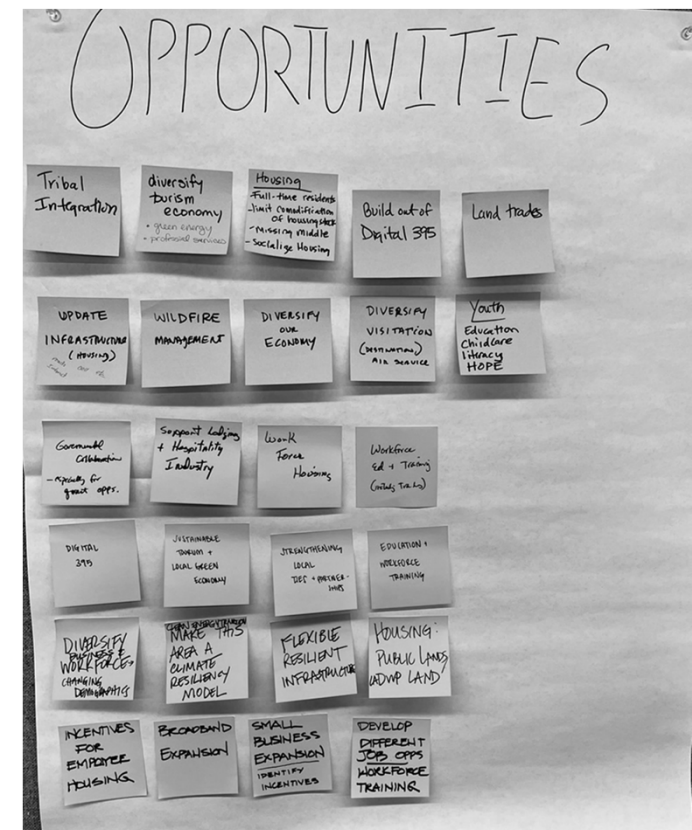 OPPORTUNITIES
Tribal
Integration
diversify
tourism
economy
• green energy
• professional services
Housing
- Full-time residents
- limit comodification
of housing stock
- Missing middle
- Socialize Housing
Build out of
Digital 395
Land trades
UPDATE
INFRASTRUCTURE
(HOUSING)
WILDFIRE
MANAGEMENT
DIVERSIFY
OUR
ECONOMY
DIVERSIFY
VISITATION
(DESTINATION)
AIR SERVICE
Youth
Education
Childcare
literacy
HOPE
Governmental
Collaboration
- especially for
grant opps.
Support Lodging
+ Hospitality
Industry
Work
Force
Housing
Workforce
Ed + Training
DIGITAL
395
SUSTAINABLE
TOURISM +
LOCAL GREEN
ECONOMY
STRENGTHENING
LOCAL
TIES + PARTNER-
SHIPS
EDUCATION +
WORKFORCE
TRAINING
DIVERSIFY
BUSINESS &
WORKFORCE →
CHANGING
DEMOGRAPHICS
CLEAN ENERGY TRANSITION
MAKE THIS
AREA A
CLIMATE
RESILIENCY
MODEL
FLEXIBLE
RESILIENT
INFRASTRUCTURE
HOUSING:
PUBLIC LANDS
LADWP LAND
INCENTIVES
FOR
EMPLOYEE
HOUSING
BROADBAND
EXPANSION
SMALL
BUSINESS
EXPANSION
IDENTIFY
INCENTIVES
DEVELOP
DIFFERENT
JOB OPPS
WORKFORCE
TRAINING